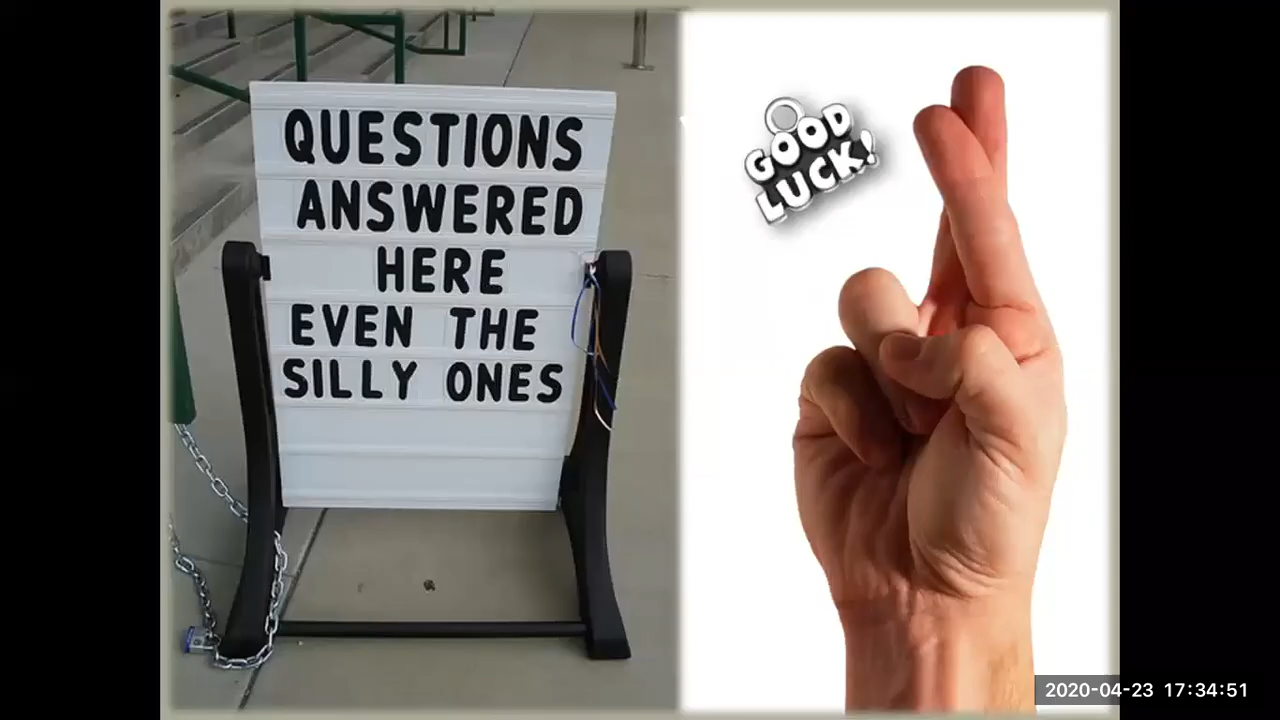 QUESTIONS
ANSWERED
HERE
EVEN THE
SILLY ONES
GOOD
LUCK!
2020-04-23 17:34:51